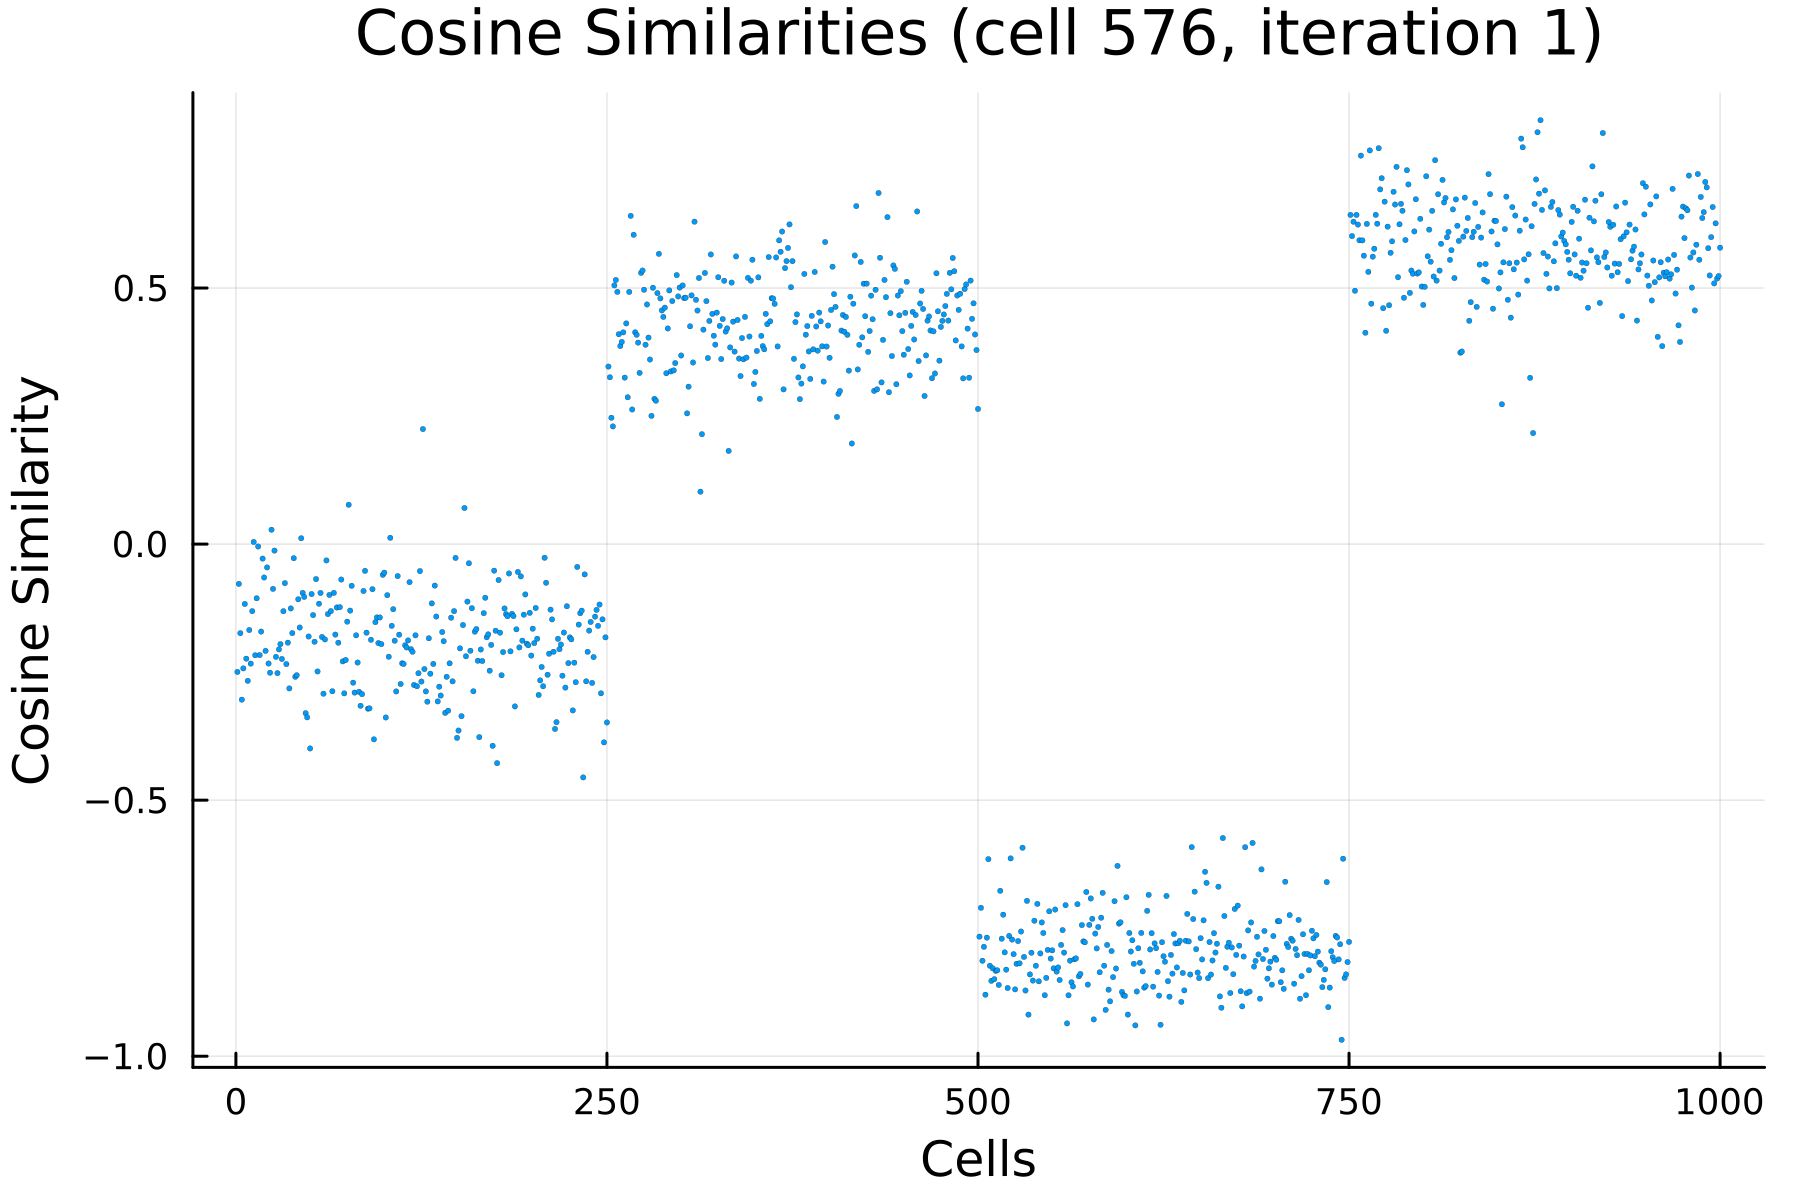 Cosine Similarities (cell 576, iteration 1)
Cosine Similarity
0.5
0.0
−0.5
−1.0
0 250 500 750 1000
Cells